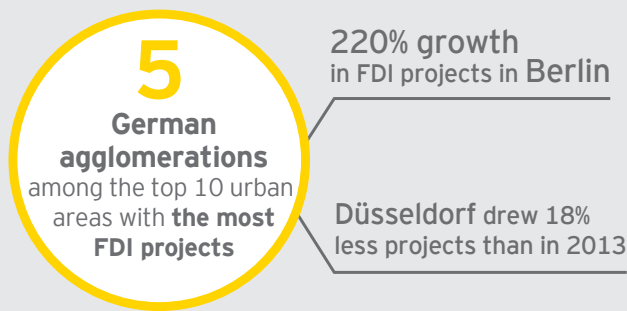 5
German
agglomerations
among the top 10 urban
areas with the most
FDI projects
220% growth
in FDI projects in Berlin
Düsseldorf drew 18%
less projects than in 2013